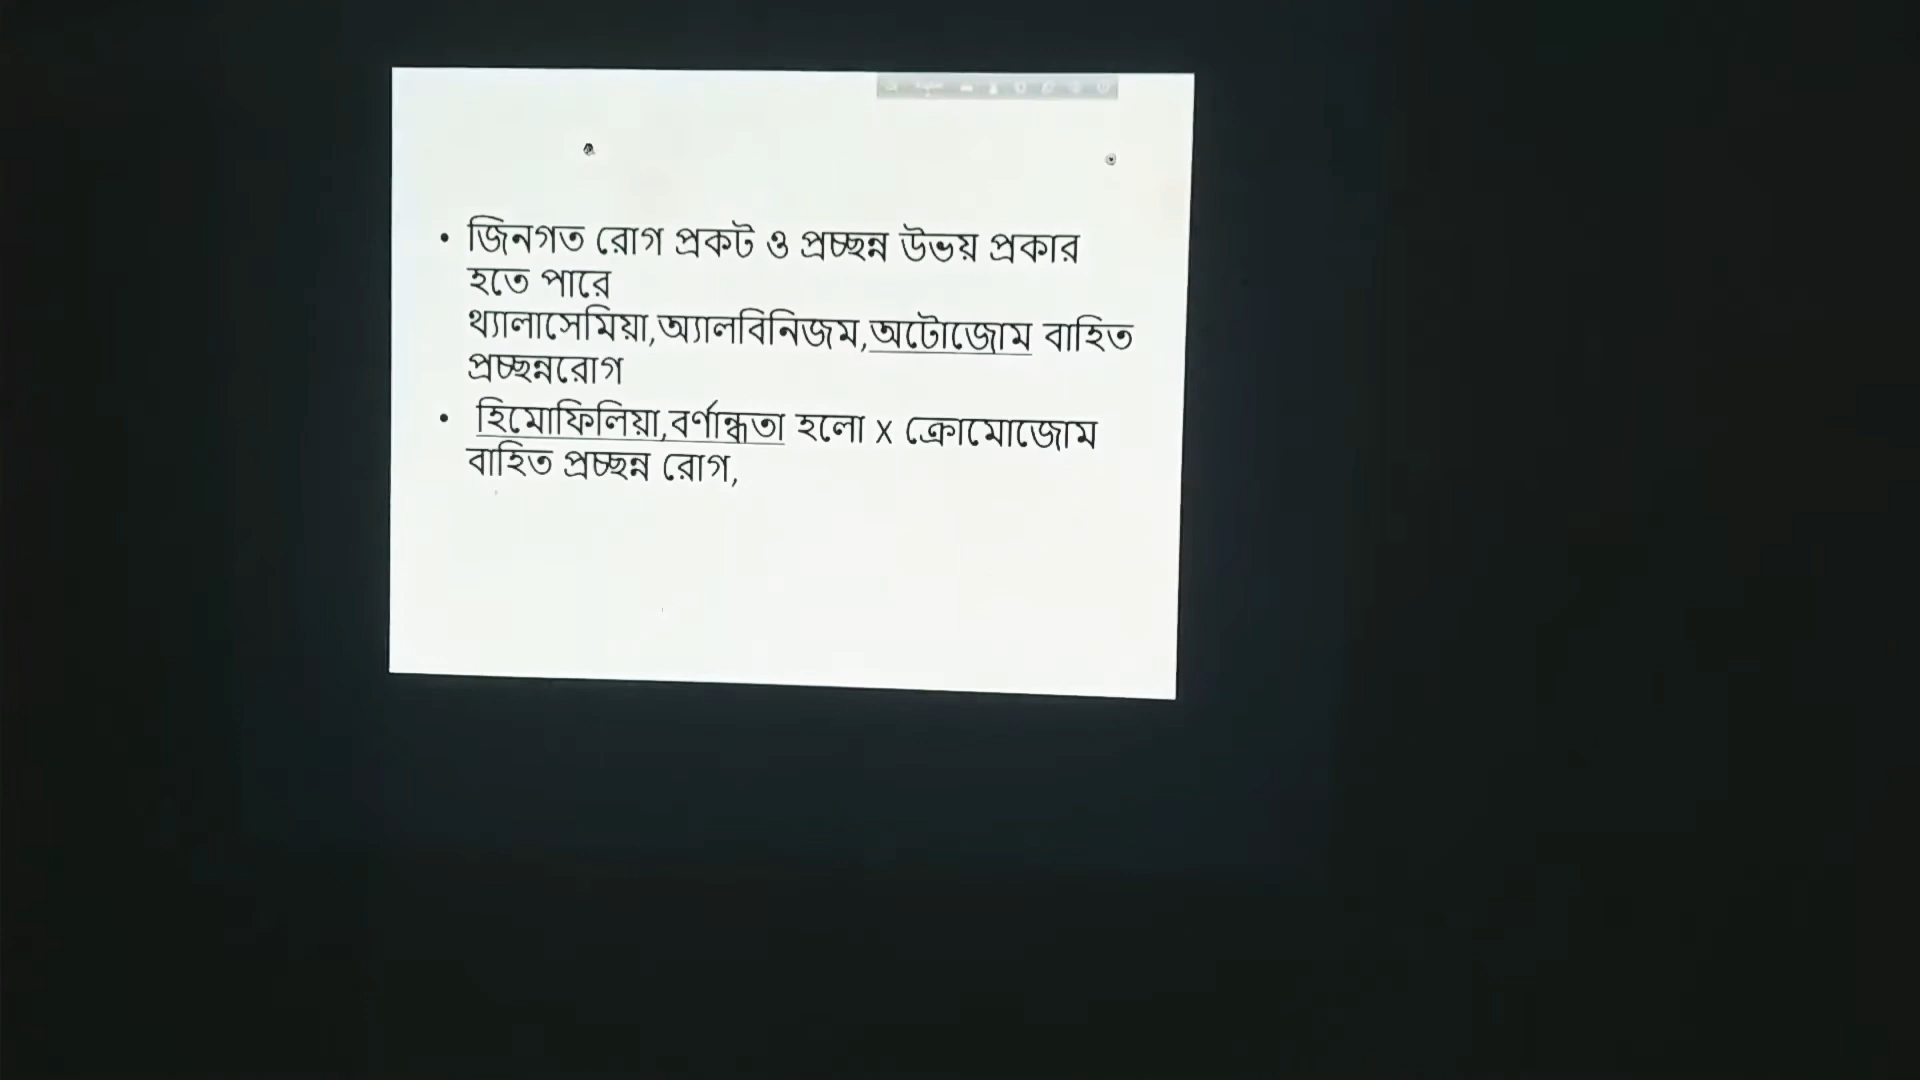 • জিনগত রোগ প্রকট ও প্রচ্ছন্ন উভয় প্রকার
হতে পারে
থ্যালাসেমিয়া,অ্যালবিনিজম,অটোজোম বাহিত
প্রচ্ছন্নরোগ
• হিমোফিলিয়া,বর্ণান্ধতা হলো x ক্রোমোজোম
বাহিত প্রচ্ছন্ন রোগ,